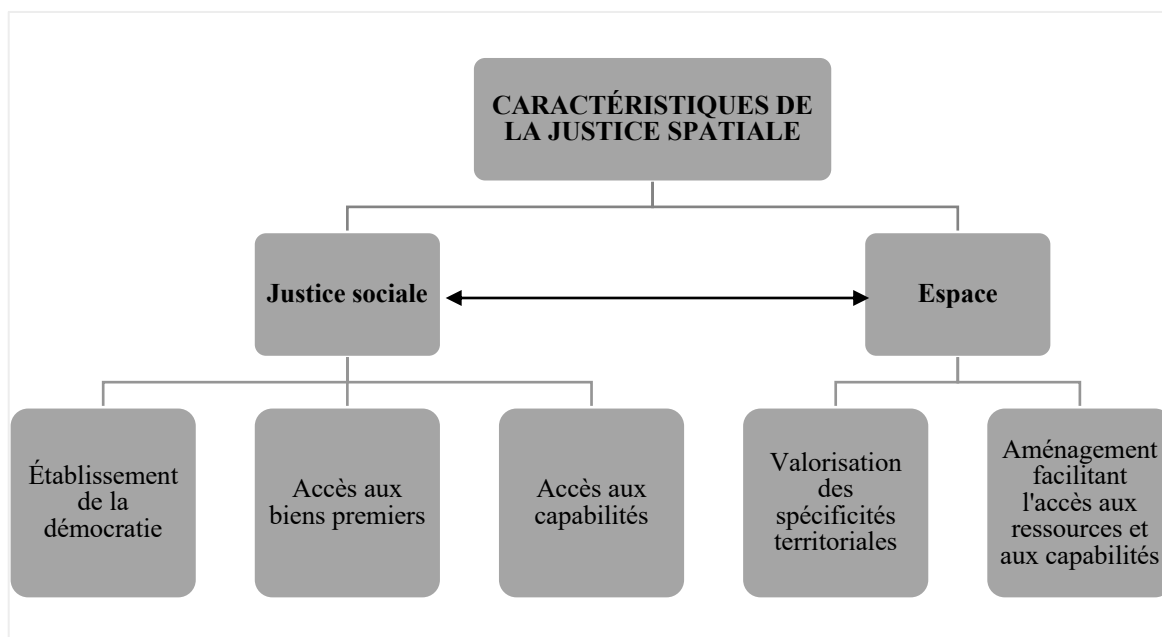 CARACTÉRISTIQUES DE
LA JUSTICE SPATIALE
Justice sociale
Espace
Établissement
de la
démocratie
Accès aux
biens premiers
Accès aux
capabilités
Valorisation
des
spécificités
territoriales
Aménagement
facilitant
l'accès aux
ressources et
aux capabilités